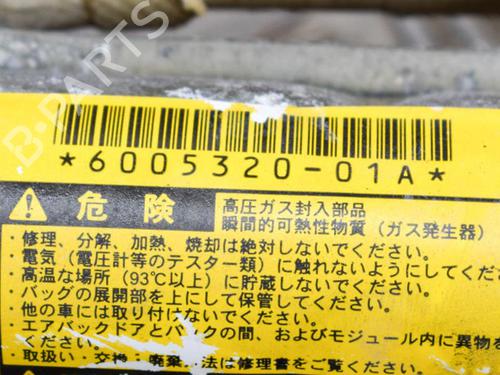 B-PARTS
*6005320-01A*
危険
高圧ガス封入部品
瞬間的可熱性物質（ガス発生器）
・修理、分解、加熱、焼却は絶対しないでください。
・電気（電圧計等のテスター類）に触れないようにしてくだ
・高温な場所（93℃以上）に貯蔵しないでください。
・バッグの展開部を上にして保管してください。
・他の車には取り付けないでください。
・エアバックドアとバックの間、およびモジュール内に異物を
ください。
・取扱い・交換・廃棄方法は修理書をご覧ください。
60053